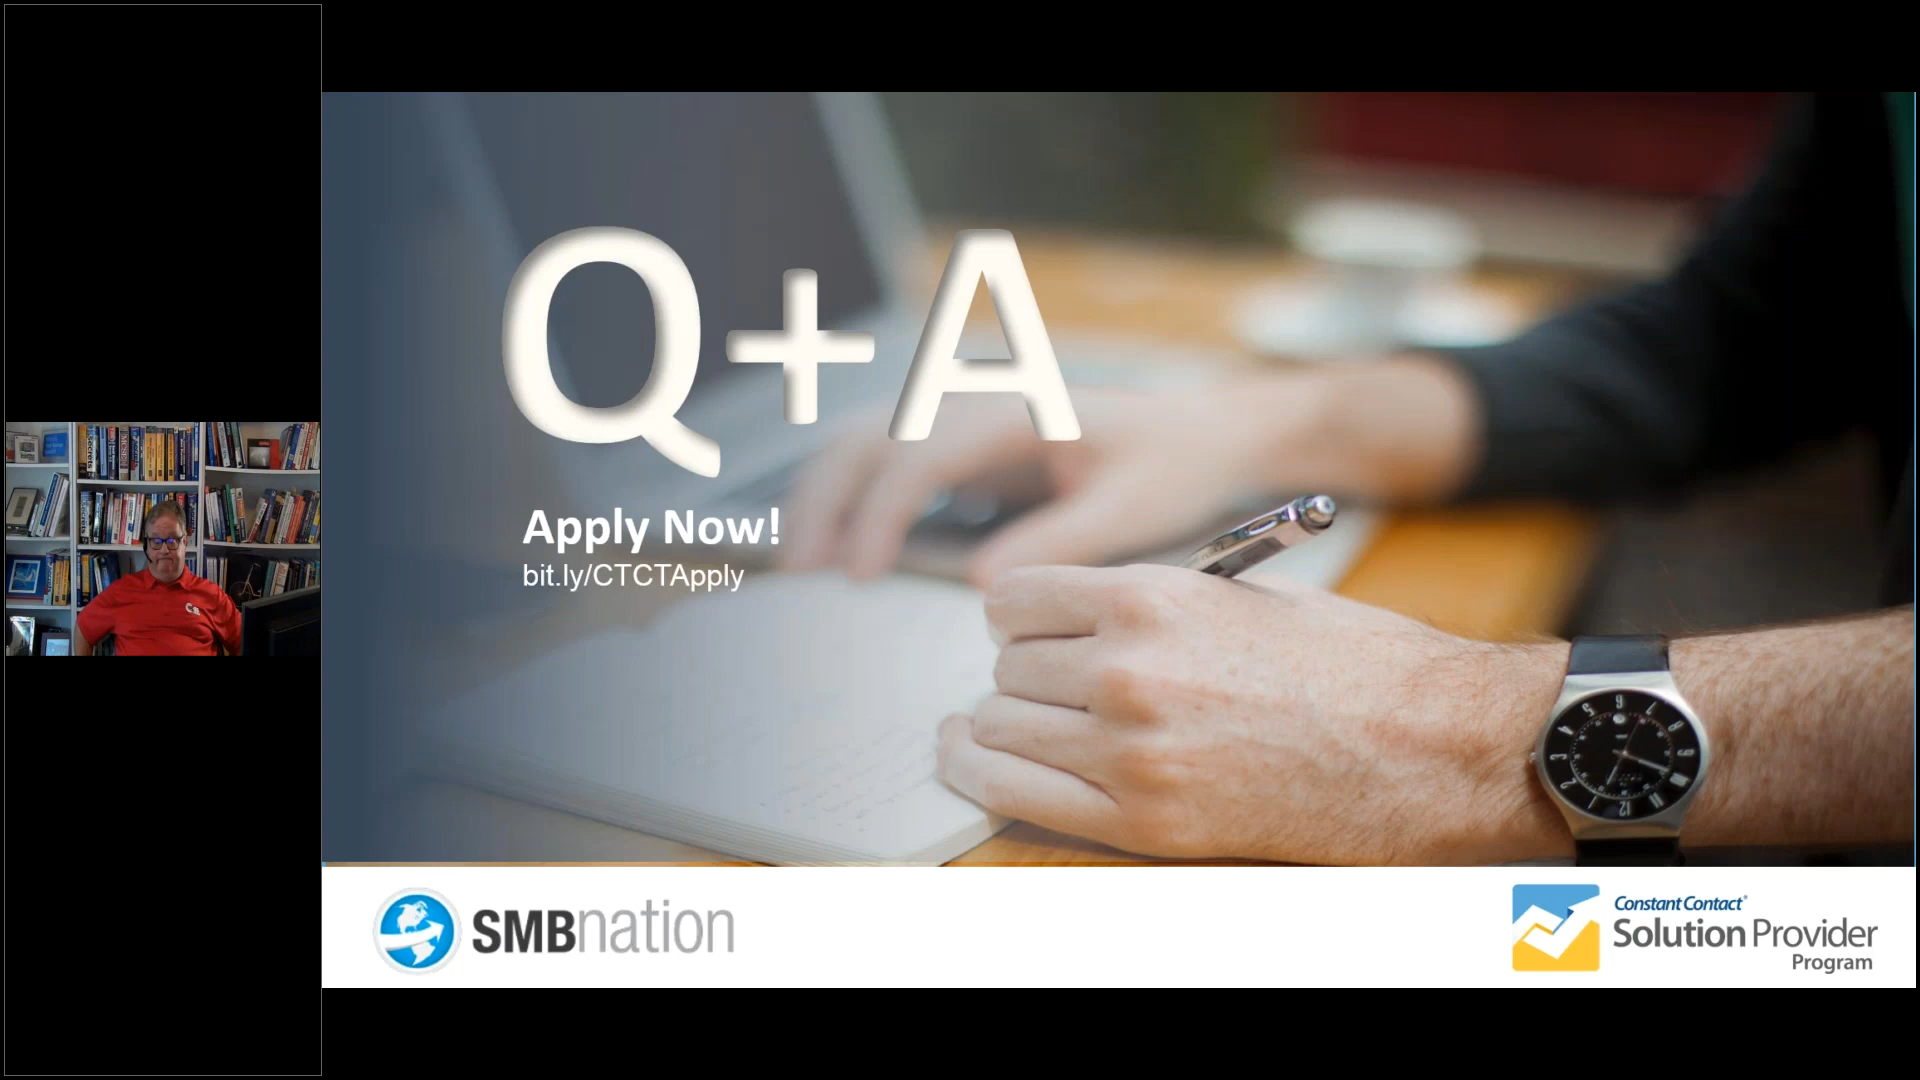 Q+A
Apply Now!
bit.ly/CTCTApply
SMBnation
Constant Contact®
Solution Provider
Program